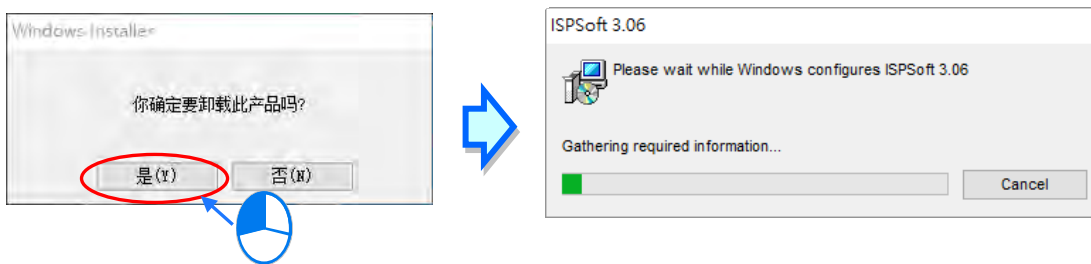 Windows Installer
你确定要卸载此产品吗?
是(Y)
否(N)
ISPSoft 3.06
Please wait while Windows configures ISPSoft 3.06
Gathering required information...
Cancel